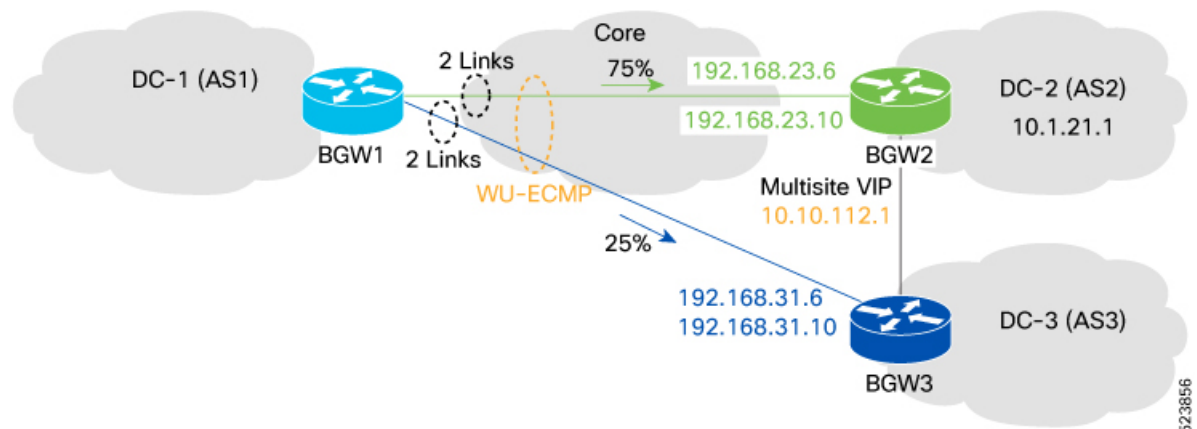 DC-1 (AS1)
BGW1
2 Links
2 Links
Core
75%
192.168.23.6
192.168.23.10
WU-ECMP
25%
DC-2 (AS2)
10.1.21.1
BGW2
Multisite VIP
10.10.112.1
192.168.31.6
192.168.31.10
DC-3 (AS3)
BGW3
523856